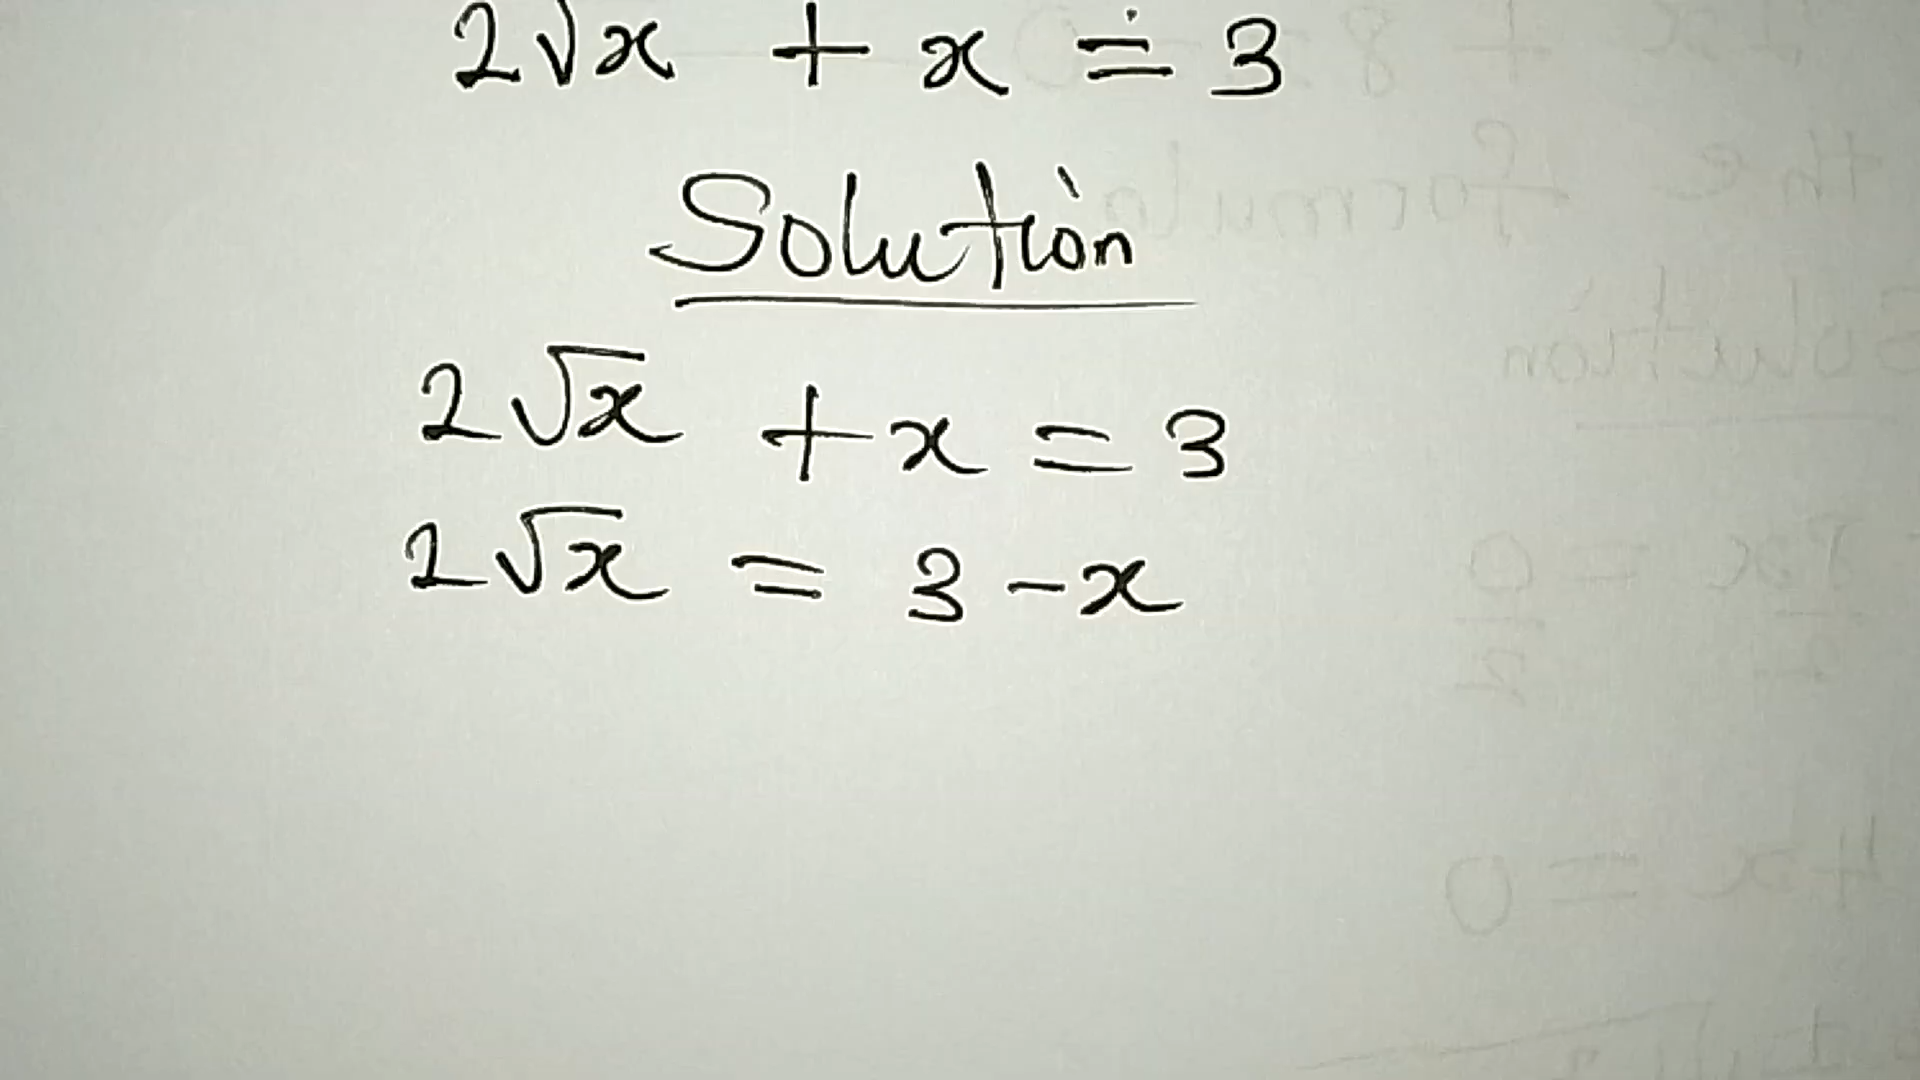 2√x + x = 3
Solution
2√x + x = 3
2√x = 3 - x